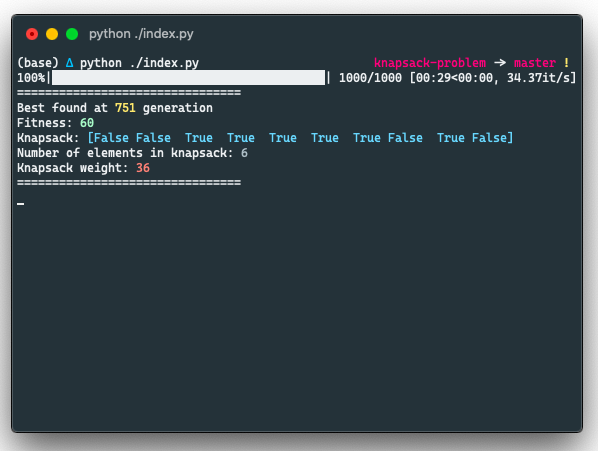 python ./index.py
(base) Δ python ./index.py knapsack-problem → master !
100%|██████████| 1000/1000 [00:29<00:00, 34.37it/s]
================================
Best found at 751 generation
Fitness: 60
Knapsack: [False False  True  True  True  True  True False  True False]
Number of elements in knapsack: 6
Knapsack weight: 36
================================